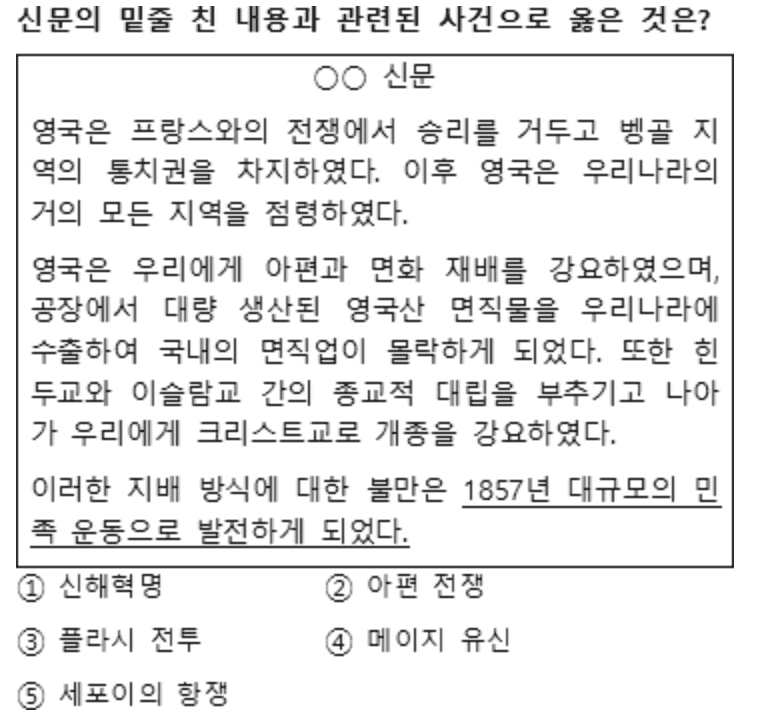 신문의 밑줄 친 내용과 관련된 사건으로 옳은 것은?
○○ 신문
영국은 프랑스와의 전쟁에서 승리를 거두고 벵골 지
역의 통치권을 차지하였다. 이후 영국은 우리나라의
거의 모든 지역을 점령하였다.
영국은 우리에게 아편과 면화 재배를 강요하였으며,
공장에서 대량 생산된 영국산 면직물을 우리나라에
수출하여 국내의 면직업이 몰락하게 되었다. 또한 힌
두교와 이슬람교 간의 종교적 대립을 부추기고 나아
가 우리에게 크리스트교로 개종을 강요하였다.
이러한 지배 방식에 대한 불만은 1857년 대규모의 민
족 운동으로 발전하게 되었다.
① 신해혁명 ② 아편 전쟁
③ 플라시 전투 ④ 메이지 유신
⑤ 세포이의 항쟁